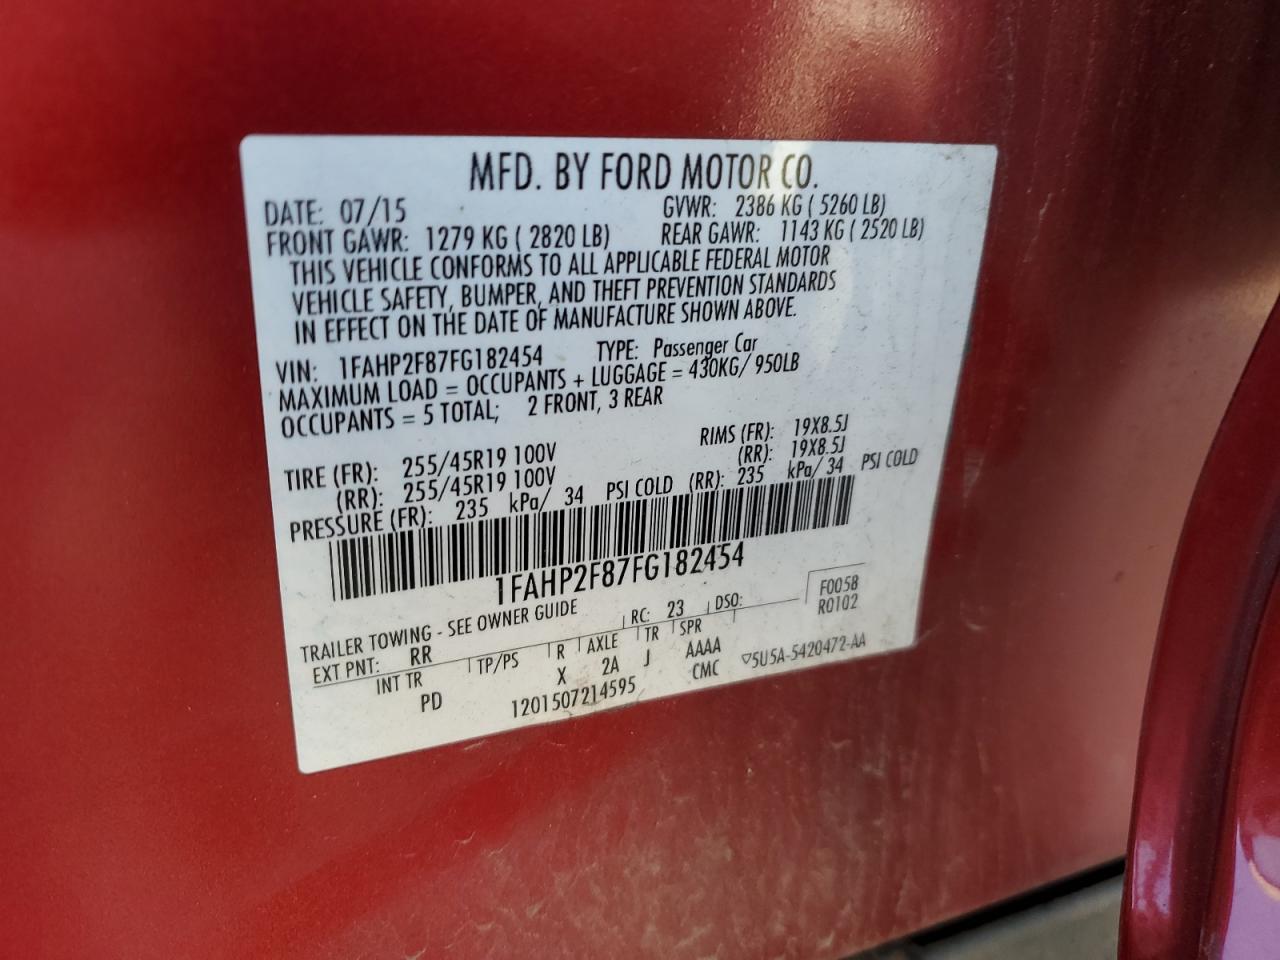 MFD. BY FORD MOTOR CO.
DATE: 07/15 GVWR: 2386 KG ( 5260 LB)
FRONT GAWR: 1279 KG ( 2820 LB) REAR GAWR: 1143 KG ( 2520 LB)
THIS VEHICLE CONFORMS TO ALL APPLICABLE FEDERAL MOTOR
VEHICLE SAFETY, BUMPER, AND THEFT PREVENTION STANDARDS
IN EFFECT ON THE DATE OF MANUFACTURE SHOWN ABOVE.
VIN: 1FAHP2F87FG182454 TYPE: Passenger Car
MAXIMUM LOAD = OCCUPANTS + LUGGAGE = 430KG/ 950LB
OCCUPANTS = 5 TOTAL; 2 FRONT, 3 REAR
TIRE (FR): 255/45R19 100V RIMS (FR): 19X8.5J
(RR): 255/45R19 100V (RR): 19X8.5J
PRESSURE (FR): 235 kPa/ 34 PSI COLD (RR): 235 kPa/ 34 PSI COLD
1FAHP2F87FG182454
TRAILER TOWING - SEE OWNER GUIDE RC: 23 DSO: F0058
R0102
EXT PNT: RR TP/PS R AXLE TR SPR
INT TR X 2A J AAAA ▽5U5A-5420472-AA
PD 1201507214595 CMC